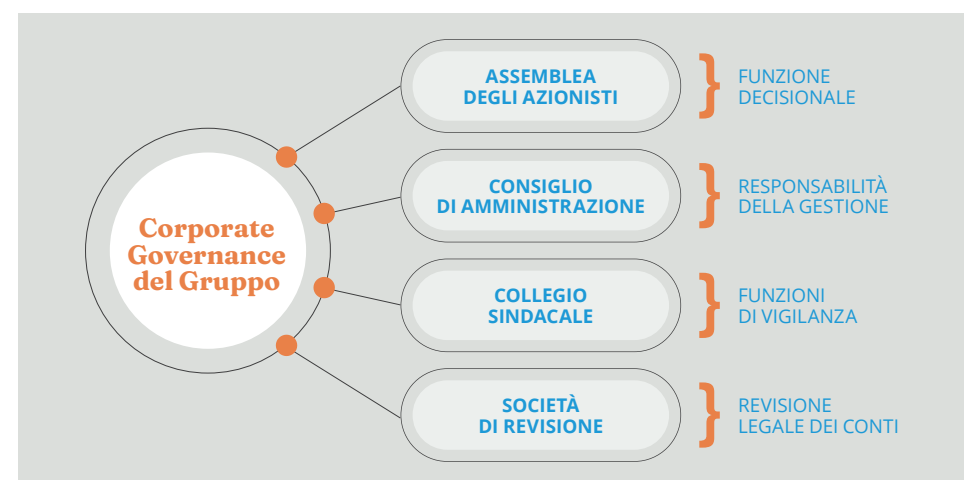 Corporate
Governance
del Gruppo
ASSEMBLEA
DEGLI AZIONISTI
FUNZIONE
DECISIONALE
CONSIGLIO
DI AMMINISTRAZIONE
RESPONSABILITÀ
DELLA GESTIONE
COLLEGIO
SINDACALE
FUNZIONI
DI VIGILANZA
SOCIETÀ
DI REVISIONE
REVISIONE
LEGALE DEI CONTI